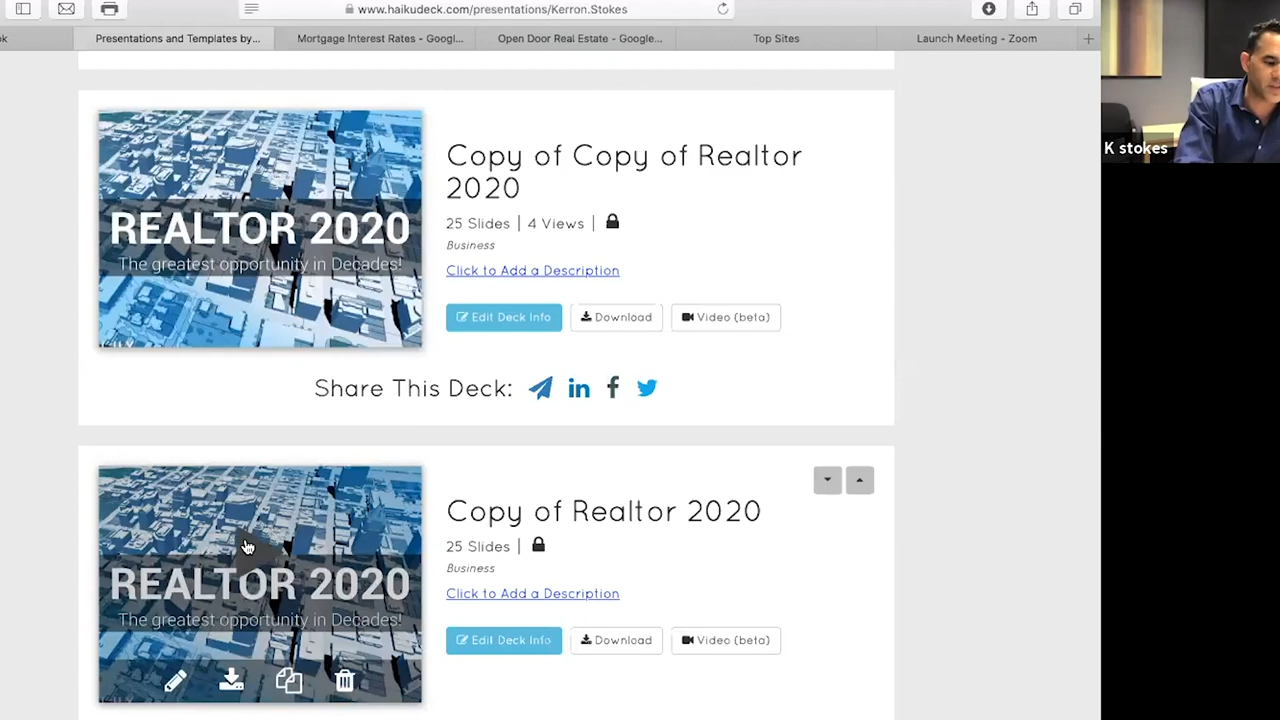 www.haikudeck.com/presentations/Kerron.Stokes
Presentations and Templates by...
Mortgage Interest Rates - Googl...
Open Door Real Estate - Google...
Top Sites
Launch Meeting - Zoom
K stokes
REALTOR 2020
The greatest opportunity in Decades!
Copy of Copy of Realtor
2020
25 Slides | 4 Views |
Business
Click to Add a Description
Edit Deck Info
Download
Video (beta)
Share This Deck:
REALTOR 2020
The greatest opportunity in Decades!
Copy of Realtor 2020
25 Slides |
Business
Click to Add a Description
Edit Deck Info
Download
Video (beta)